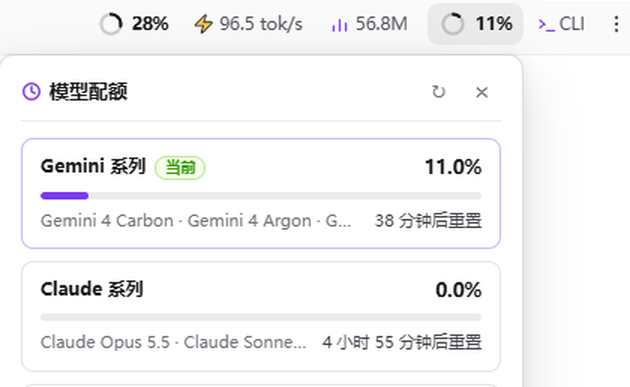 28% 96.5 tok/s 56.8M 11% >_ CLI
模型配额
Gemini 系列 当前 11.0%
Gemini 4 Carbon · Gemini 4 Argon · G... 38 分钟后重置
Claude 系列 0.0%
Claude Opus 5.5 · Claude Sonne... 4 小时 55 分钟后重置